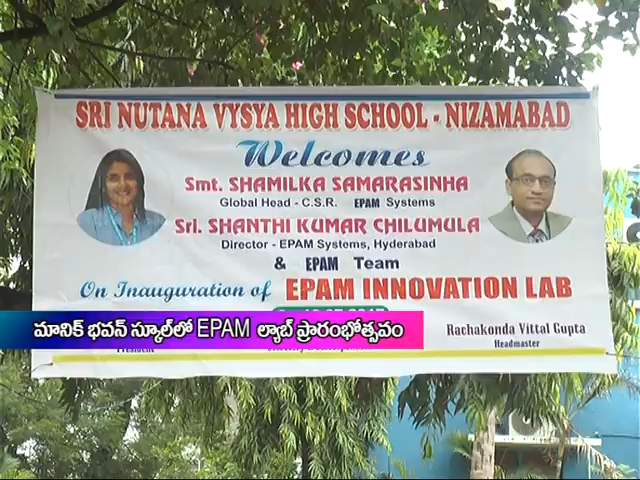 SRI NUTANA VYSYA HIGH SCHOOL - NIZAMABAD
Welcomes
Smt. SHAMILKA SAMARASINHA
Global Head - C.S.R. EPAM Systems
Sri. SHANTHI KUMAR CHILUMULA
Director - EPAM Systems, Hyderabad
& EPAM Team
On Inauguration of EPAM INNOVATION LAB
మానిక్ భవన్ స్కూల్‌లో EPAM ల్యాబ్ ప్రారంభోత్సవం
Rachakonda Vittal Gupta
President
Headmaster